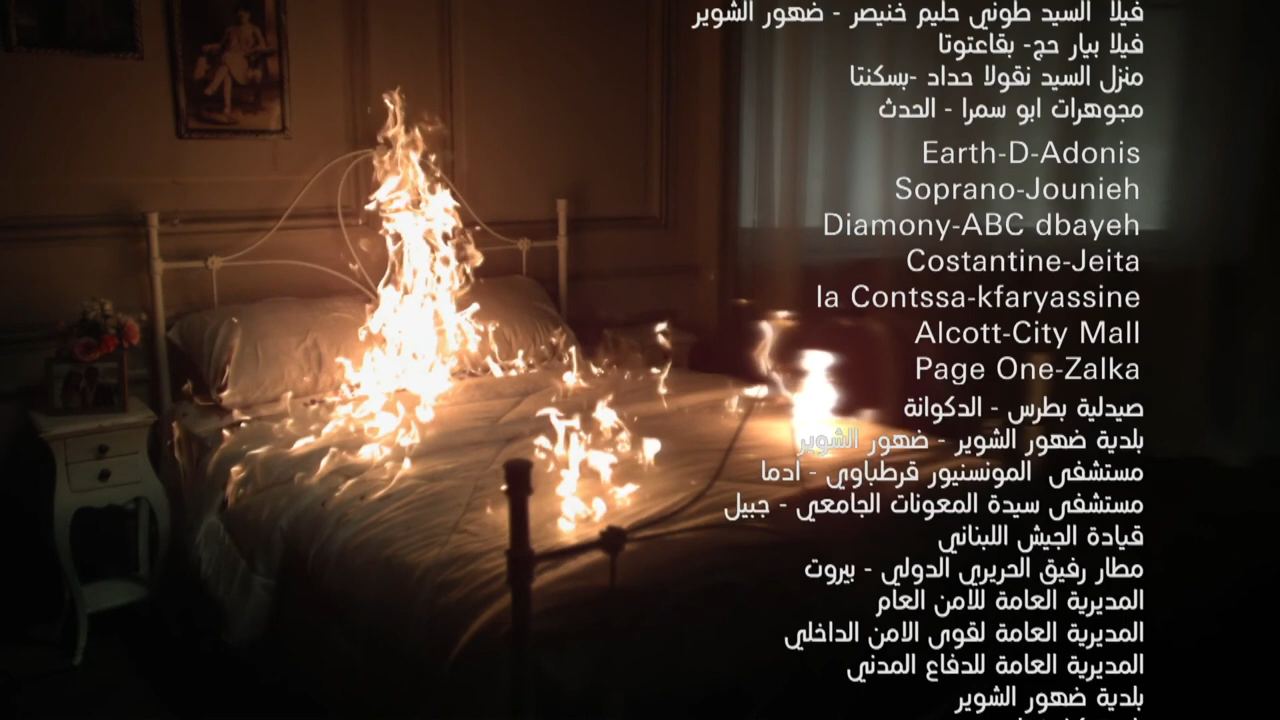 فيلا السيد طوني حليم خنيصر - ضهور الشوير
فيلا بيار حج- بقاعتوتا
منزل السيد نقولا حداد -بسكنتا
مجوهرات ابو سمرا - الحدث
Earth-D-Adonis
Soprano-Jounieh
Diamony-ABC dbayeh
Costantine-Jeita
la Contssa-kfaryassine
Alcott-City Mall
Page One-Zalka
صيدلية بطرس - الدكوانة
بلدية ضهور الشوير - ضهور الشوير
مستشفى المونسنيور قرطباوي - ادما
مستشفى سيدة المعونات الجامعي - جبيل
قيادة الجيش اللبناني
مطار رفيق الحريري الدولي - بيروت
المديرية العامة للامن العام
المديرية العامة لقوى الامن الداخلي
المديرية العامة للدفاع المدني
بلدية ضهور الشوير